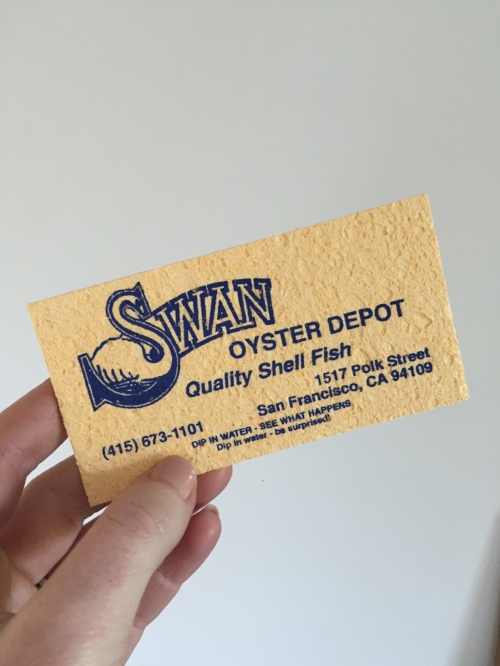 SWAN
OYSTER DEPOT
Quality Shell Fish
1517 Polk Street
San Francisco, CA 94109
(415) 673-1101
DIP IN WATER - SEE WHAT HAPPENS
Dip in water - be surprised!